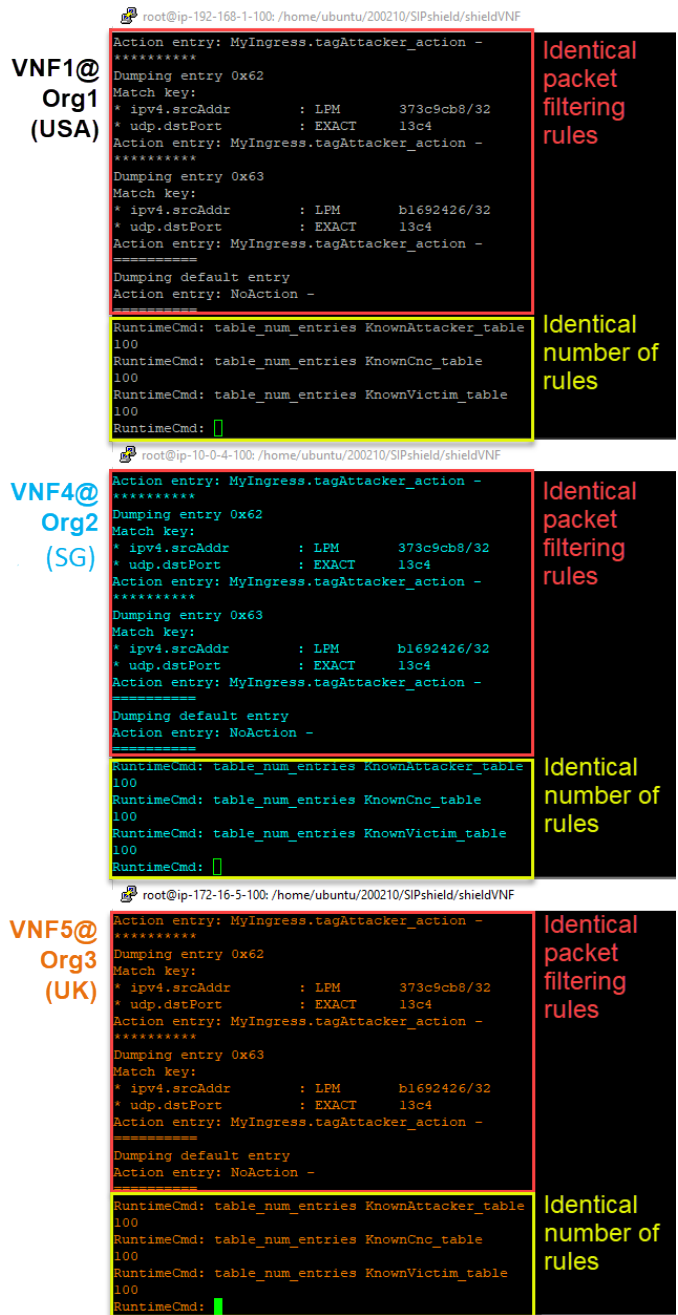 root@ip-192-168-1-100: /home/ubuntu/200210/SIPshield/shieldVNF
VNF1@
Org1
(USA)
Action entry: MyIngress.tagAttacker_action -
**********
Dumping entry 0x62
Match key:
* ipv4.srcAddr : LPM 373c9cb8/32
* udp.dstPort : EXACT 13c4
Action entry: MyIngress.tagAttacker_action -
**********
Dumping entry 0x63
Match key:
* ipv4.srcAddr : LPM b1692426/32
* udp.dstPort : EXACT 13c4
Action entry: MyIngress.tagAttacker_action -
==========
Dumping default entry
Action entry: NoAction -
==========
Identical
packet
filtering
rules
RuntimeCmd: table_num_entries KnownAttacker_table
100
RuntimeCmd: table_num_entries KnownCnc_table
100
RuntimeCmd: table_num_entries KnownVictim_table
100
RuntimeCmd:
Identical
number of
rules
root@ip-10-0-4-100: /home/ubuntu/200210/SIPshield/shieldVNF
VNF4@
Org2
(SG)
Action entry: MyIngress.tagAttacker_action -
**********
Dumping entry 0x62
Match key:
* ipv4.srcAddr : LPM 373c9cb8/32
* udp.dstPort : EXACT 13c4
Action entry: MyIngress.tagAttacker_action -
**********
Dumping entry 0x63
Match key:
* ipv4.srcAddr : LPM b1692426/32
* udp.dstPort : EXACT 13c4
Action entry: MyIngress.tagAttacker_action -
==========
Dumping default entry
Action entry: NoAction -
==========
Identical
packet
filtering
rules
RuntimeCmd: table_num_entries KnownAttacker_table
100
RuntimeCmd: table_num_entries KnownCnc_table
100
RuntimeCmd: table_num_entries KnownVictim_table
100
RuntimeCmd:
Identical
number of
rules
root@ip-172-16-5-100: /home/ubuntu/200210/SIPshield/shieldVNF
VNF5@
Org3
(UK)
Action entry: MyIngress.tagAttacker_action -
**********
Dumping entry 0x62
Match key:
* ipv4.srcAddr : LPM 373c9cb8/32
* udp.dstPort : EXACT 13c4
Action entry: MyIngress.tagAttacker_action -
**********
Dumping entry 0x63
Match key:
* ipv4.srcAddr : LPM b1692426/32
* udp.dstPort : EXACT 13c4
Action entry: MyIngress.tagAttacker_action -
==========
Dumping default entry
Action entry: NoAction -
==========
Identical
packet
filtering
rules
RuntimeCmd: table_num_entries KnownAttacker_table
100
RuntimeCmd: table_num_entries KnownCnc_table
100
RuntimeCmd: table_num_entries KnownVictim_table
100
RuntimeCmd:
Identical
number of
rules